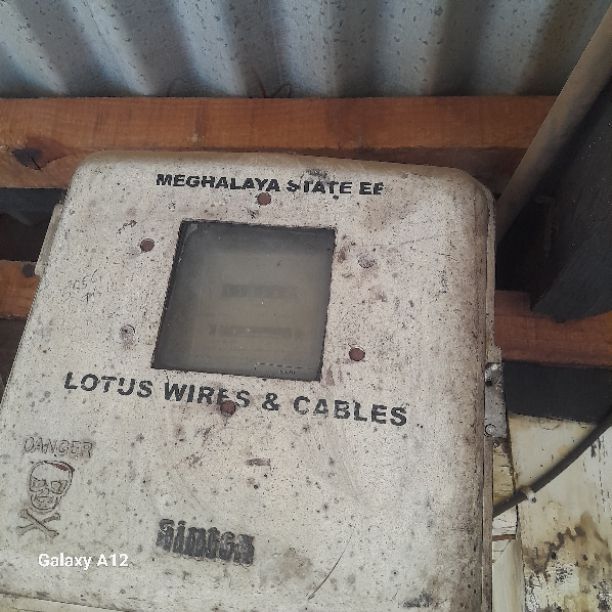 MEGHALAYA STATE EE
LOTUS WIRES & CABLES
DANGER
Galaxy A12